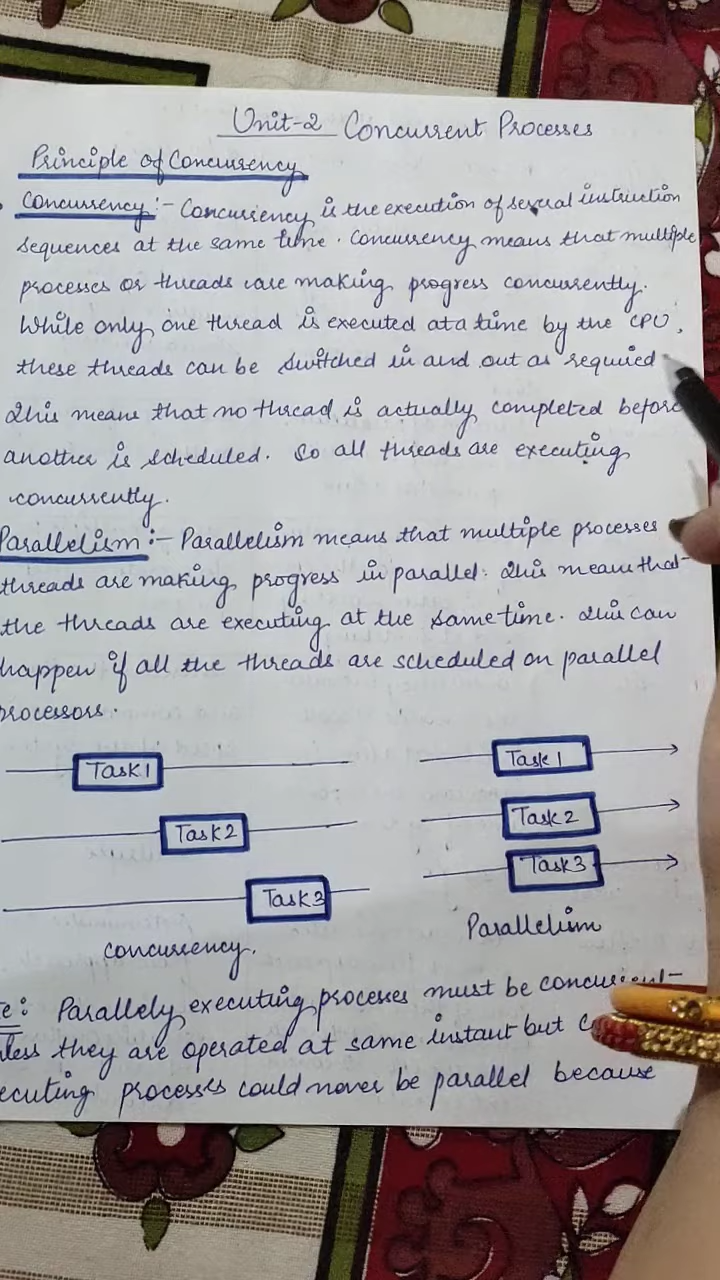 Unit-2 Concurrent Processes
Principle of Concurrency
Concurrency :- Concurrency is the execution of several instruction
sequences at the same time. Concurrency means that multiple
processes or threads are making progress concurrently.
While only one thread is executed at a time by the CPU,
these threads can be switched in and out as required
This means that no thread is actually completed before
another is scheduled. So all threads are executing
concurrently.
Parallelism :- Parallelism means that multiple processes
threads are making progress in parallel. This means that
the threads are executing at the same time. This can
happen if all the threads are scheduled on parallel
processors.
Task1
Task2
Task3
concurrency.
Task1
Task2
Task3
Parallelism
Parallely executing processes must be concurrent
they are operated at same instant but
processes could never be parallel because